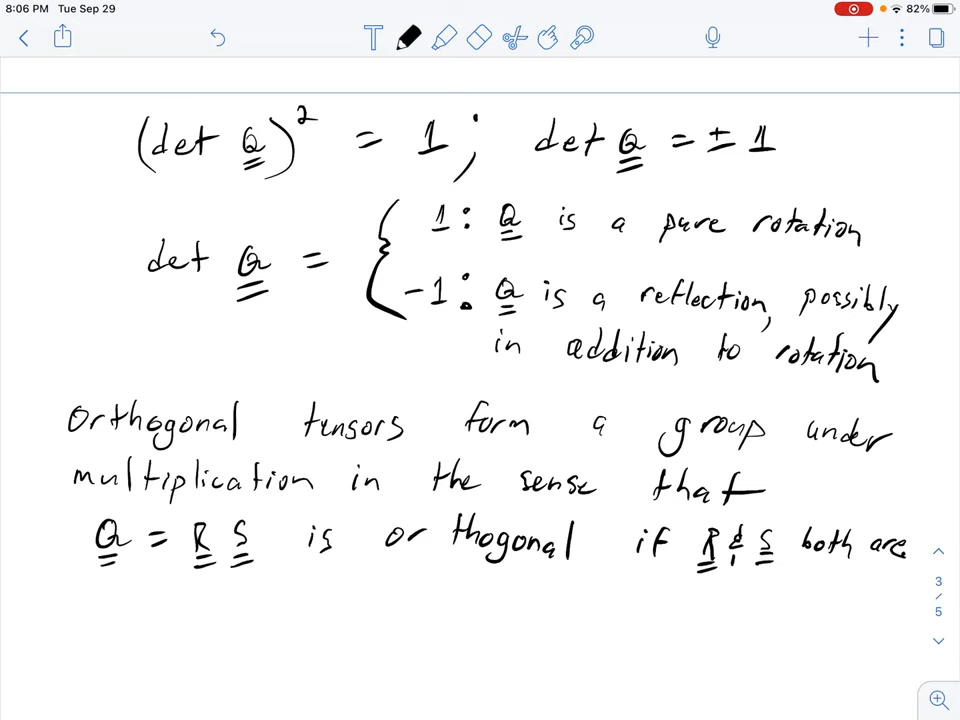 8:06 PM Tue Sep 29 82%
T
(det Q)² = 1; det Q = ± 1
det Q = { 1: Q is a pure rotation
-1: Q is a reflection, possibly
in addition to rotation
Orthogonal tensors form a group under
multiplication in the sense that
Q = R S is orthogonal if R & S both are
3
/
5